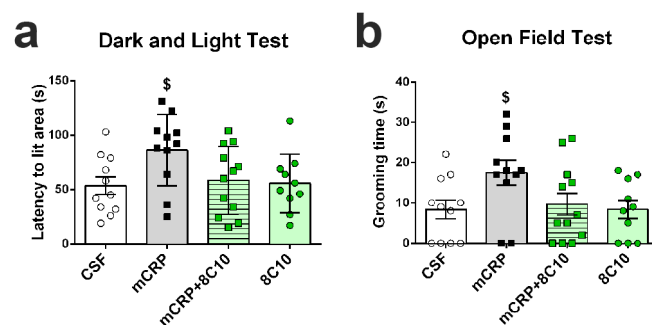 a
Dark and Light Test
Latency to lit area (s)
150
100
50
0
$
CSF
mCRP
mCRP+8C10
8C10
b
Open Field Test
Grooming time (s)
40
30
20
10
0
$
CSF
mCRP
mCRP+8C10
8C10